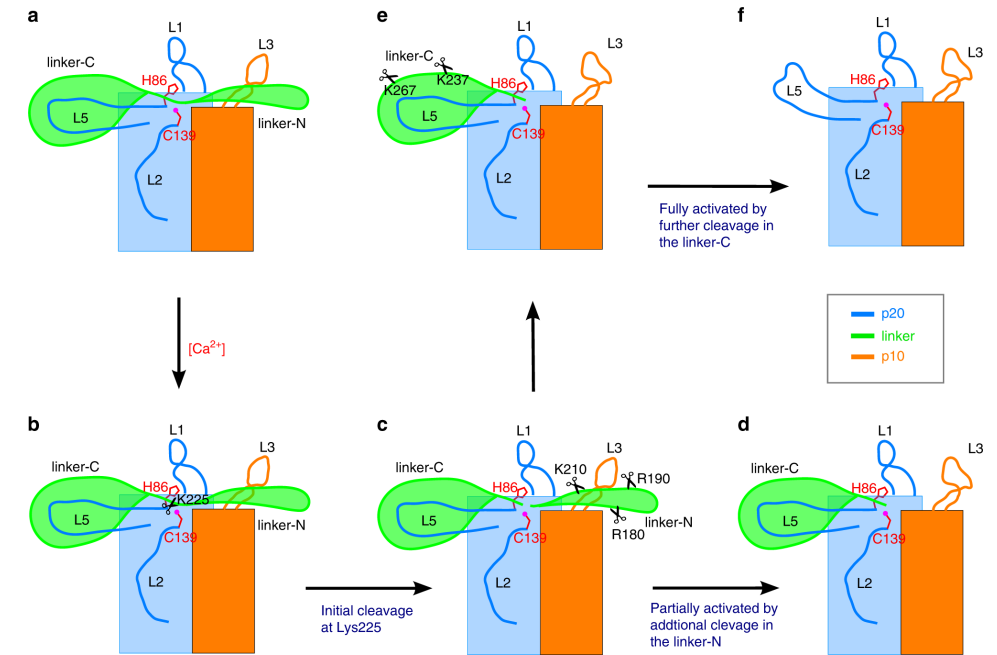 a
L1
L3
linker-C
H86
L5
C139
linker-N
L2
e
L1
L3
linker-C
K237
K267
H86
L5
C139
L2
Fully activated by
further cleavage in
the linker-C
f
L1
L3
H86
L5
C139
L2
[Ca2+]
p20
linker
p10
b
L1
L3
linker-C
H86
K225
L5
linker-N
C139
L2
Initial cleavage
at Lys225
c
L1
L3
linker-C
K210
R190
H86
L5
linker-N
R180
C139
L2
Partially activated by
addtional clevage in
the linker-N
d
L1
L3
linker-C
H86
L5
C139
L2